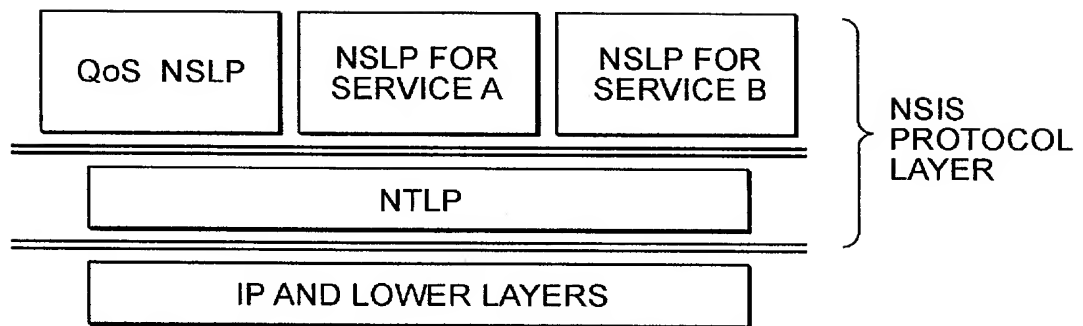 QoS NSLP
NSLP FOR
SERVICE A
NSLP FOR
SERVICE B
NSIS
PROTOCOL
LAYER
NTLP
IP AND LOWER LAYERS